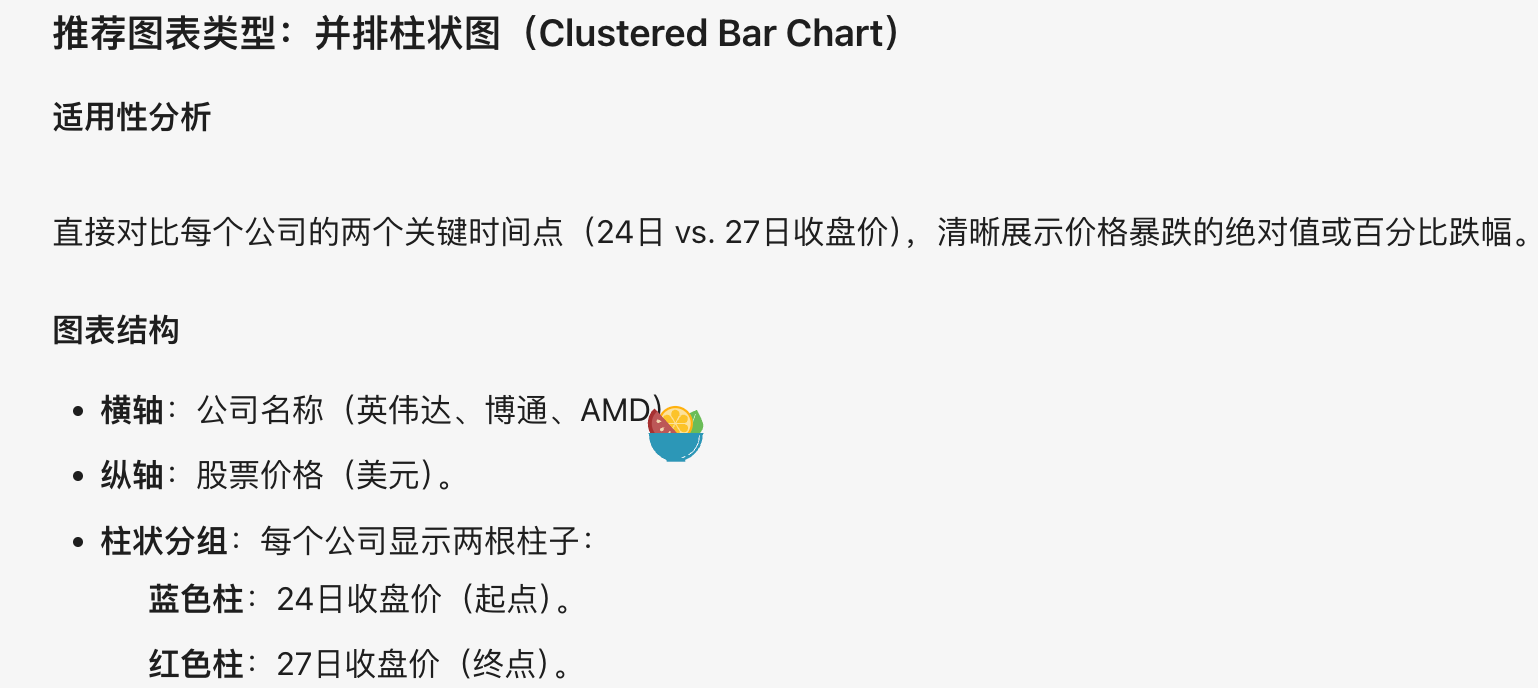 推荐图表类型：并排柱状图（Clustered Bar Chart）
适用性分析
直接对比每个公司的两个关键时间点（24日 vs. 27日收盘价），清晰展示价格暴跌的绝对值或百分比跌幅。
图表结构
• 横轴：公司名称（英伟达、博通、AMD）
• 纵轴：股票价格（美元）。
• 柱状分组：每个公司显示两根柱子：
蓝色柱：24日收盘价（起点）。
红色柱：27日收盘价（终点）。